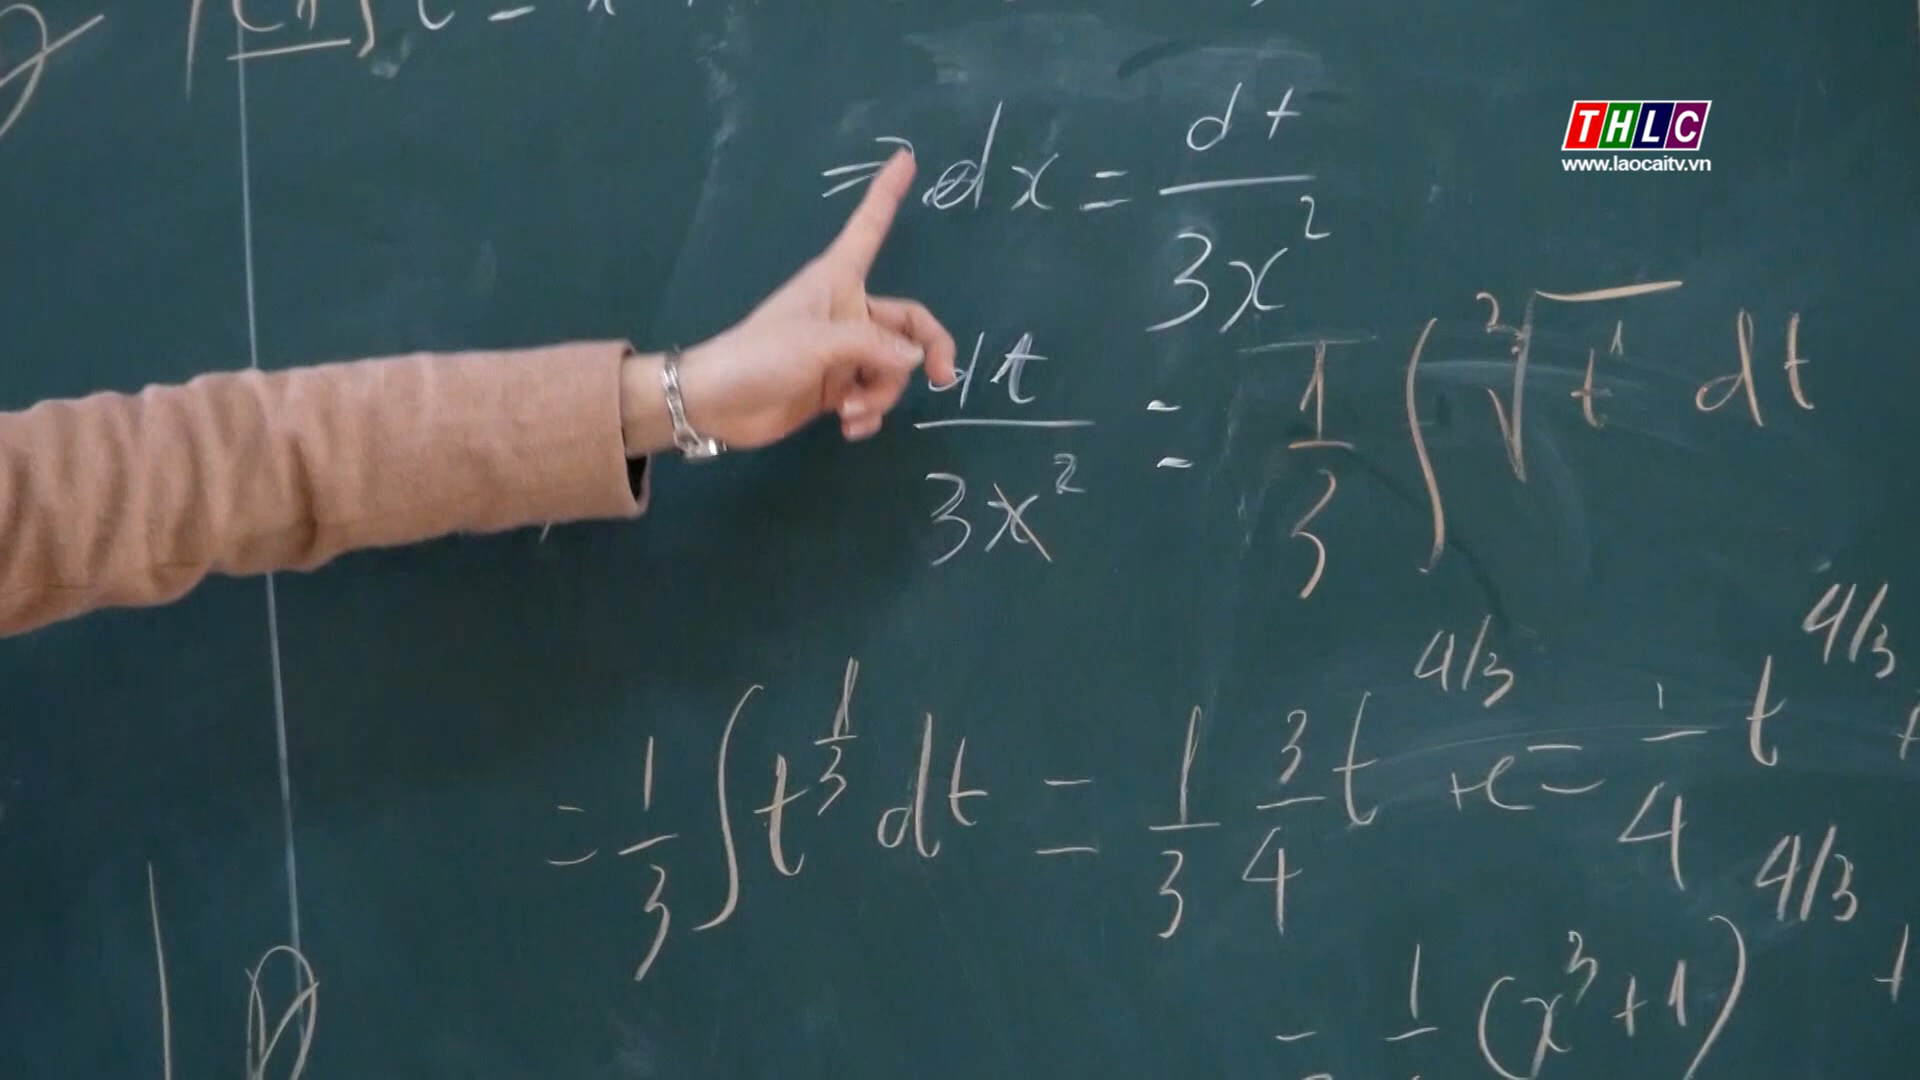 THLC
www.laocaitv.vn
⇒ dx = dt / 3x²
dt / 3x² = 1/3 ∫ ³√t¹ dt
= 1/3 ∫ t^1/3 dt = 1/3 3/4 t^4/3 + c = 1/4 t^4/3 +
= 1/ (x³+1)^4/3 +